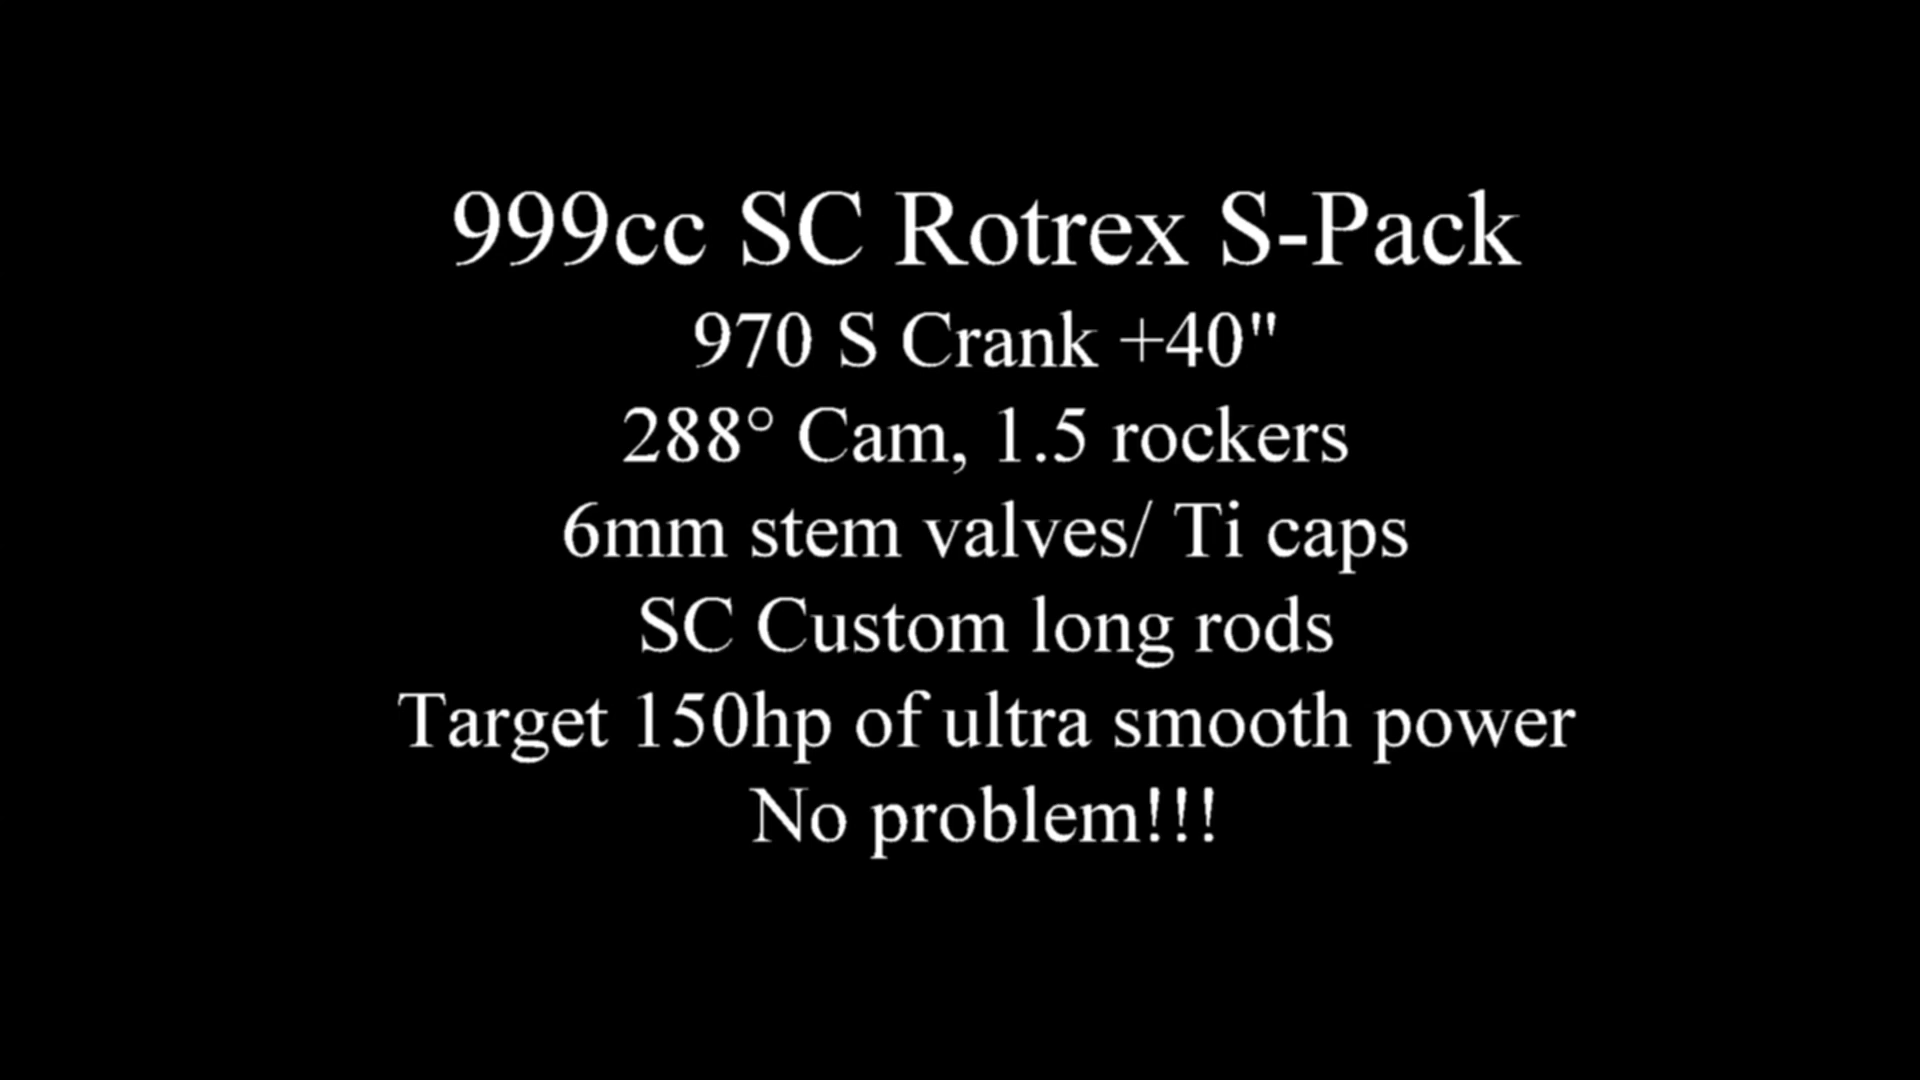 999cc SC Rotrex S-Pack
970 S Crank +40"
288° Cam, 1.5 rockers
6mm stem valves/ Ti caps
SC Custom long rods
Target 150hp of ultra smooth power
No problem!!!